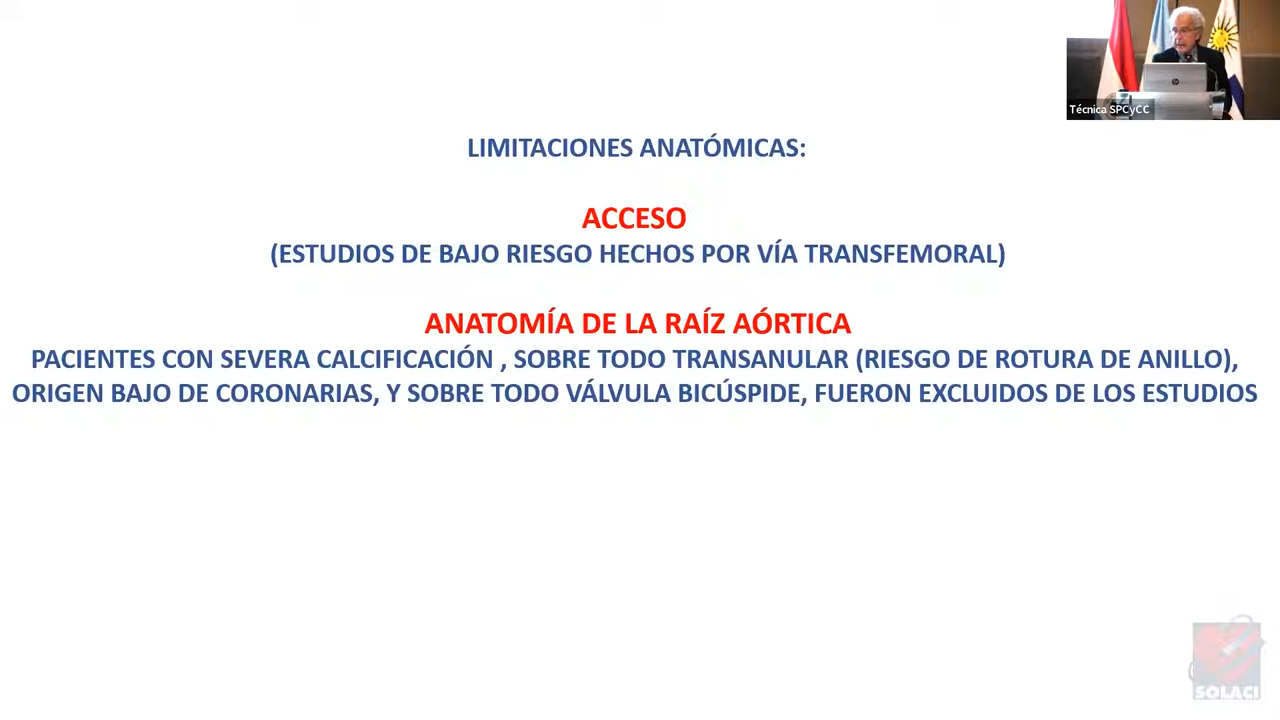 Técnica SPCyCC
LIMITACIONES ANATÓMICAS:
ACCESO
(ESTUDIOS DE BAJO RIESGO HECHOS POR VÍA TRANSFEMORAL)
ANATOMÍA DE LA RAÍZ AÓRTICA
PACIENTES CON SEVERA CALCIFICACIÓN , SOBRE TODO TRANSANULAR (RIESGO DE ROTURA DE ANILLO),
ORIGEN BAJO DE CORONARIAS, Y SOBRE TODO VÁLVULA BICÚSPIDE, FUERON EXCLUIDOS DE LOS ESTUDIOS
SOLACI